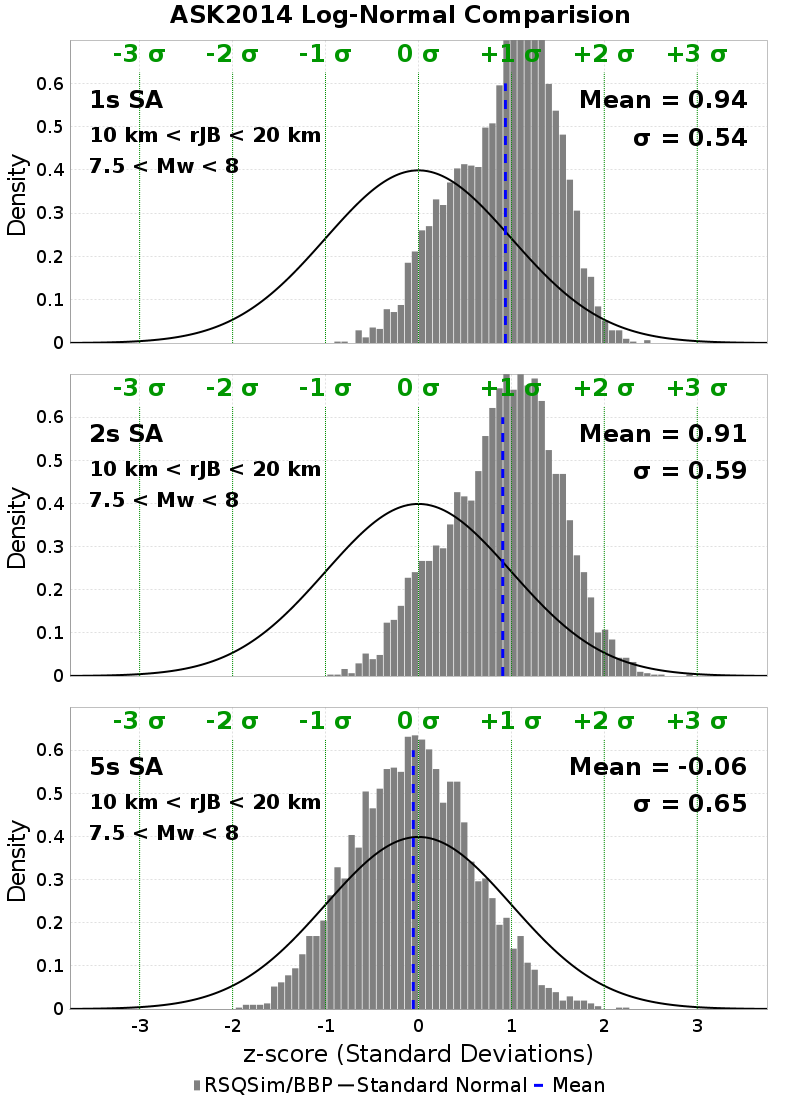 ASK2014 Log-Normal Comparision
-3 σ -2 σ -1 σ 0 σ +1 σ +2 σ +3 σ
1s SA
10 km < rJB < 20 km
7.5 < Mw < 8
Mean = 0.94
σ = 0.54
Density
0.6
0.5
0.4
0.3
0.2
0.1
0
-3 σ -2 σ -1 σ 0 σ +1 σ +2 σ +3 σ
2s SA
10 km < rJB < 20 km
7.5 < Mw < 8
Mean = 0.91
σ = 0.59
Density
0.6
0.5
0.4
0.3
0.2
0.1
0
-3 σ -2 σ -1 σ 0 σ +1 σ +2 σ +3 σ
5s SA
10 km < rJB < 20 km
7.5 < Mw < 8
Mean = -0.06
σ = 0.65
Density
0.6
0.5
0.4
0.3
0.2
0.1
0
-3 -2 -1 0 1 2 3
z-score (Standard Deviations)
RSQSim/BBP Standard Normal Mean